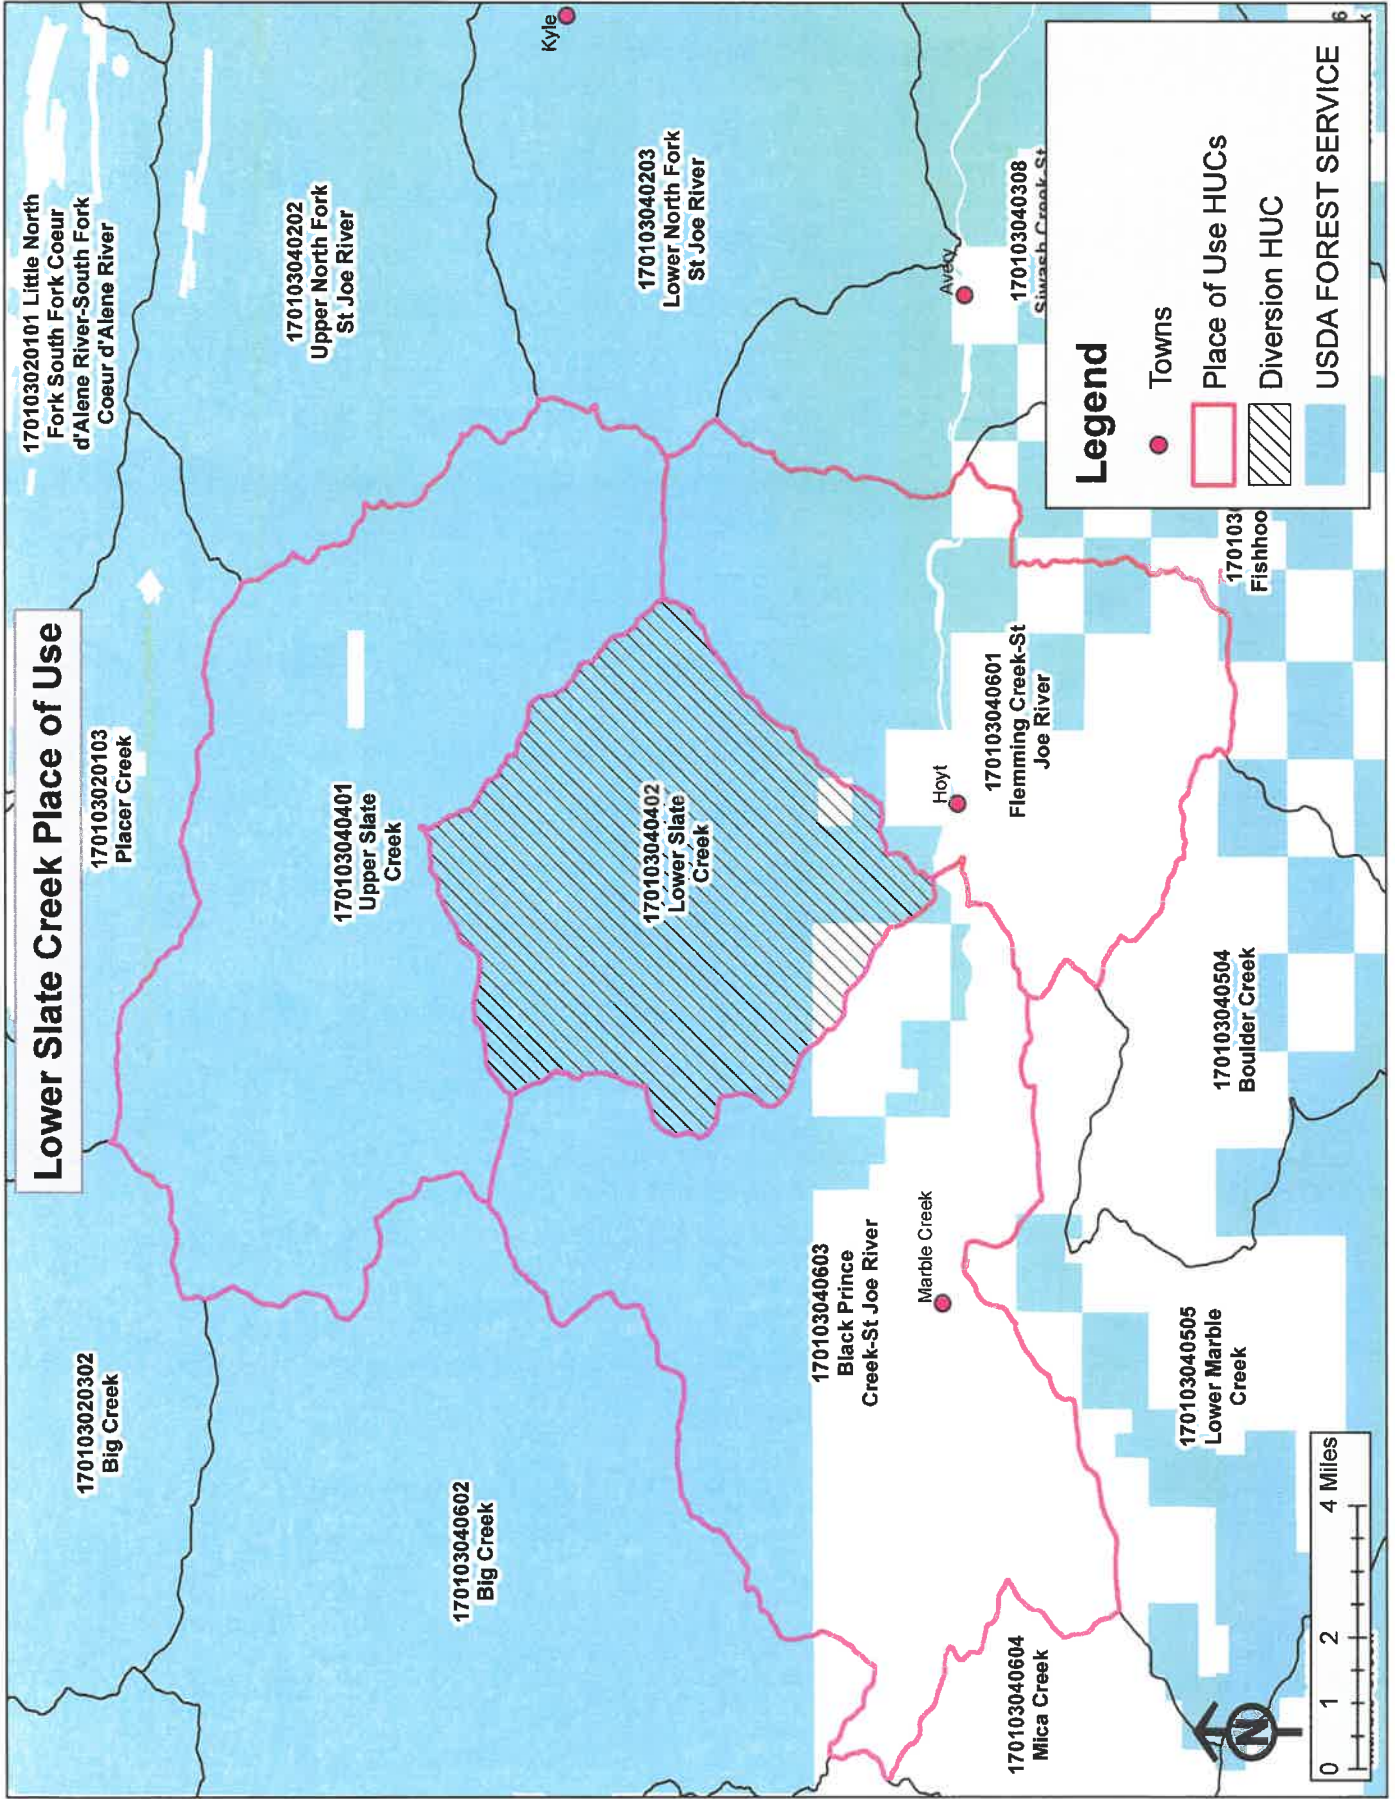 Lower Slate Creek Place of Use
170103020302
Big Creek
170103020103
Placer Creek
170103020101 Little North
Fork South Fork Coeur
d'Alene River-South Fork
Coeur d'Alene River
170103040401
Upper Slate
Creek
170103040202
Upper North Fork
St Joe River
Kyle
170103040602
Big Creek
170103040402
Lower Slate
Creek
170103040203
Lower North Fork
St Joe River
170103040603
Black Prince
Creek-St Joe River
Marble Creek
Hoyt
Avery
170103040601
Flemming Creek-St
Joe River
170103040308
Siwash Creek-St
170103040604
Mica Creek
170103040505
Lower Marble
Creek
170103040504
Boulder Creek
170103
Fishhoo
Legend
Towns
Place of Use HUCs
Diversion HUC
USDA FOREST SERVICE
N
0 1 2 4 Miles
6
k